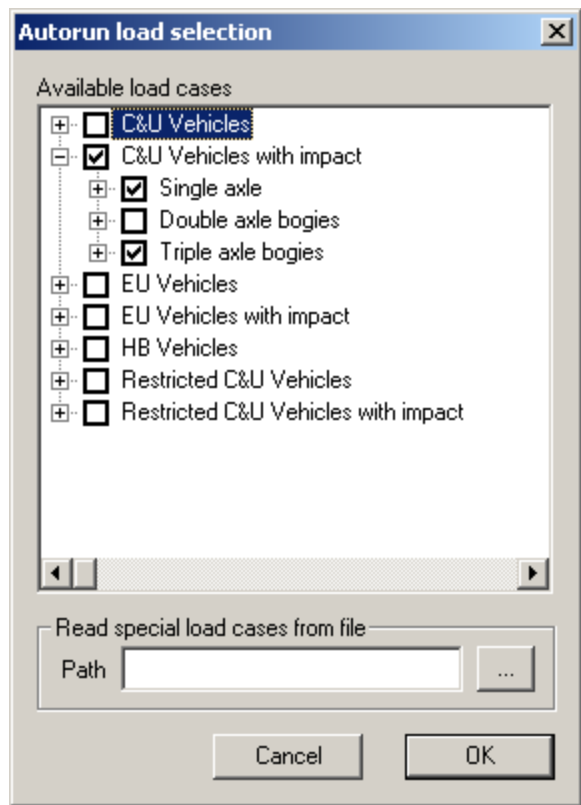 Autorun load selection
Available load cases
C&U Vehicles
C&U Vehicles with impact
Single axle
Double axle bogies
Triple axle bogies
EU Vehicles
EU Vehicles with impact
HB Vehicles
Restricted C&U Vehicles
Restricted C&U Vehicles with impact
Read special load cases from file
Path ...
Cancel OK